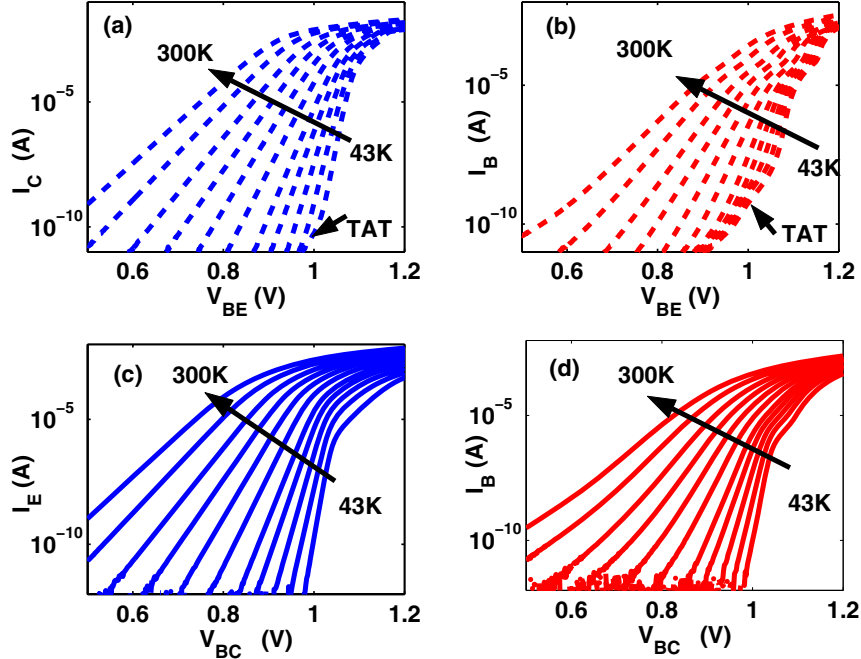 (a)
300K
43K
TAT
10^-5
10^-10
I_C (A)
0.6 0.8 1 1.2
V_BE (V)
(b)
300K
43K
TAT
10^-5
10^-10
I_B (A)
0.6 0.8 1 1.2
V_BE (V)
(c)
300K
43K
10^-5
10^-10
I_E (A)
0.6 0.8 1 1.2
V_BC (V)
(d)
300K
43K
10^-5
10^-10
I_B (A)
0.6 0.8 1 1.2
V_BC (V)